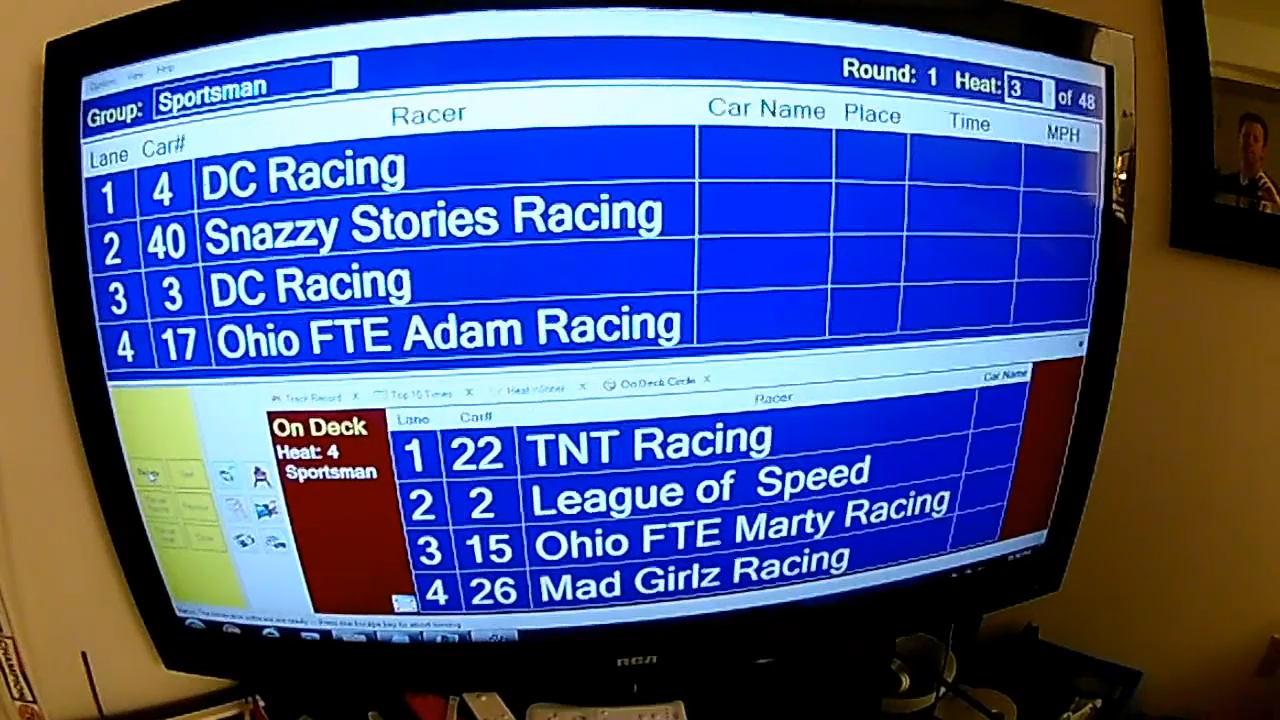 Options View Help
Group: Sportsman Round: 1 Heat: 3 of 48
Lane Car# Racer Car Name Place Time MPH
1 4 DC Racing
2 40 Snazzy Stories Racing
3 3 DC Racing
4 17 Ohio FTE Adam Racing
Track Record x Top 10 Times x Heat Winner x On Deck Circle x
On Deck
Heat: 4
Sportsman
Lane Car# Racer Car Name
1 22 TNT Racing
2 2 League of Speed
3 15 Ohio FTE Marty Racing
4 26 Mad Girlz Racing
RCA
CHAMPION